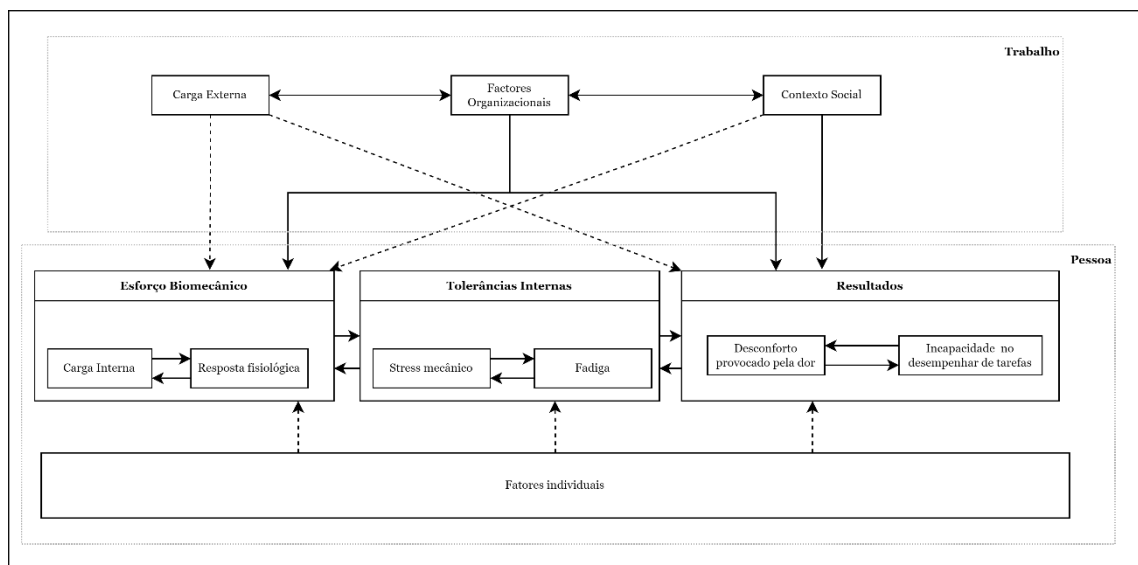 Trabalho
Carga Externa
Factores
Organizacionais
Contexto Social
Pessoa
Esforço Biomecânico
Tolerâncias Internas
Resultados
Carga Interna
Resposta fisiológica
Stress mecânico
Fadiga
Desconforto
provocado pela dor
Incapacidade no
desempenhar de tarefas
Fatores individuais